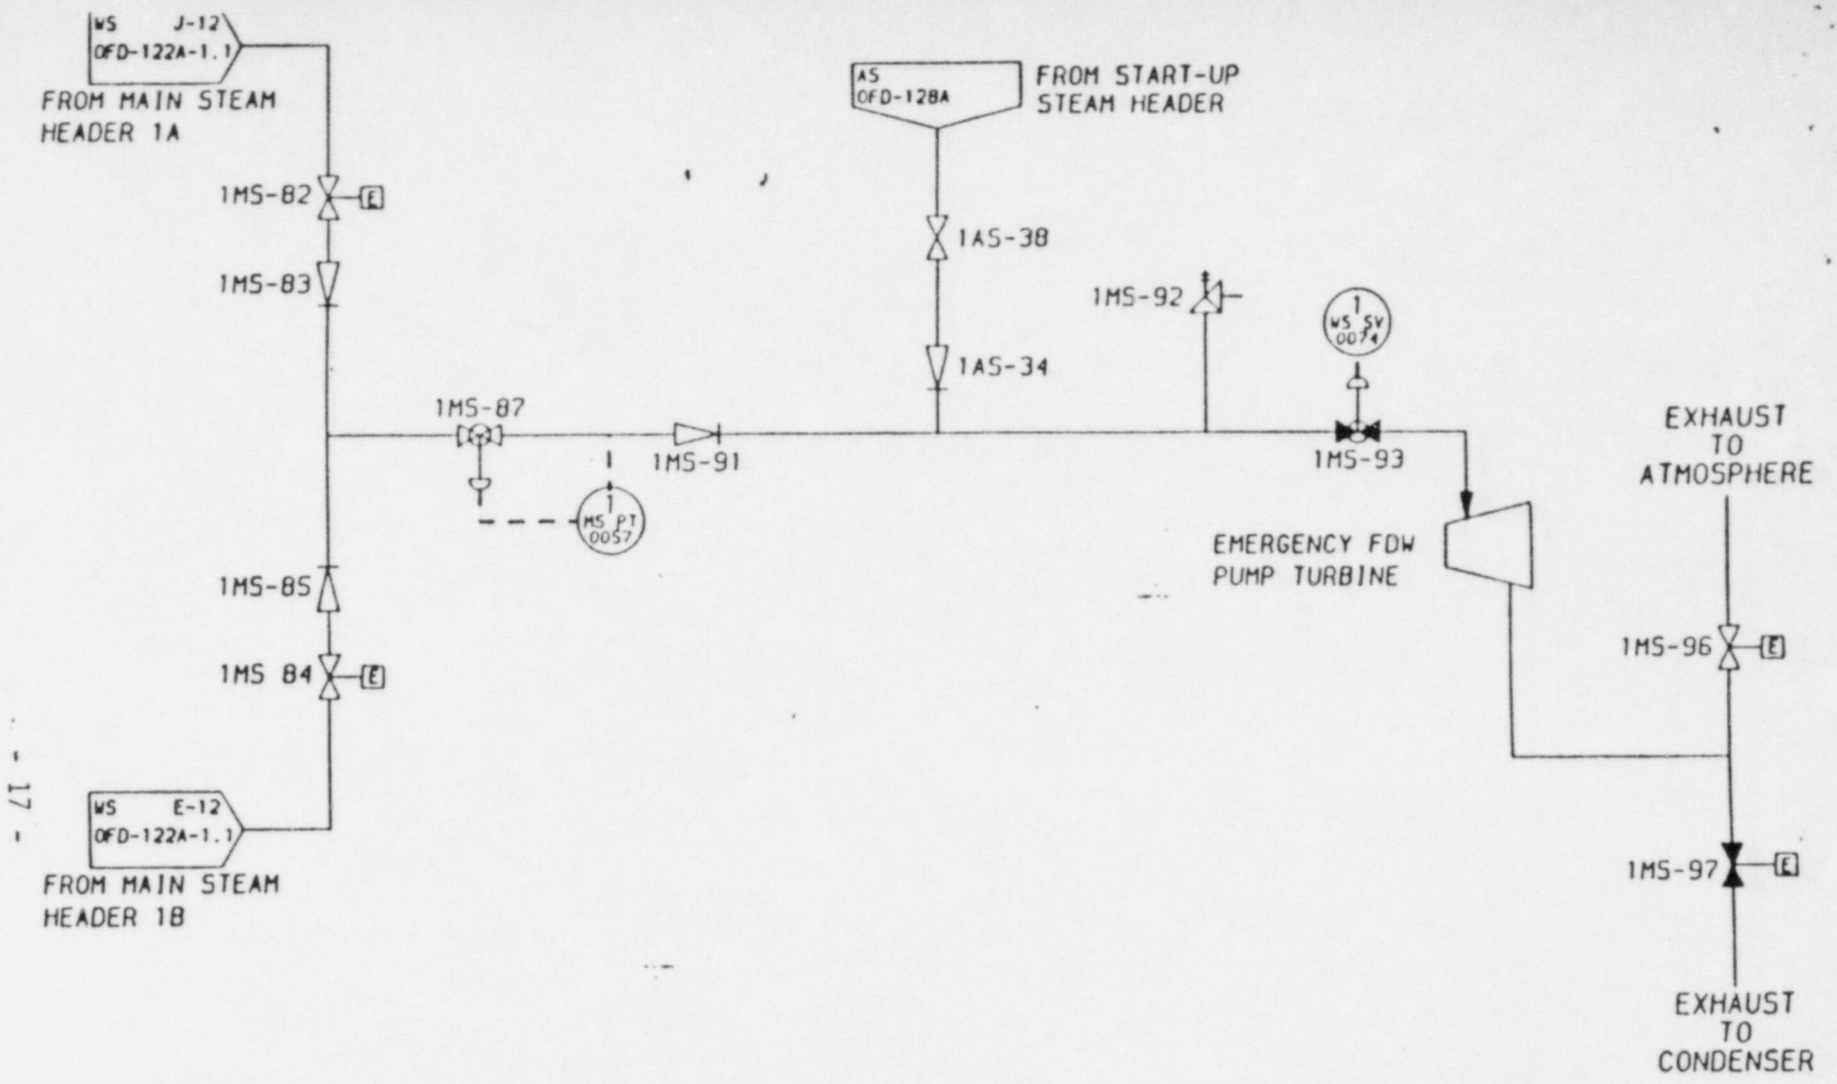 WS J-12
OFD-122A-1.1
FROM MAIN STEAM
HEADER 1A
1MS-82
E
1MS-83
AS
OFD-128A
FROM START-UP
STEAM HEADER
1AS-38
1AS-34
1MS-92
1
WS SV
0074
1MS-93
1MS-87
1MS-91
1
MS PT
0057
1MS-85
1MS 84
E
WS E-12
OFD-122A-1.1
FROM MAIN STEAM
HEADER 1B
EMERGENCY FDW
PUMP TURBINE
EXHAUST
TO
ATMOSPHERE
1MS-96
E
1MS-97
E
EXHAUST
TO
CONDENSER
- 17 -